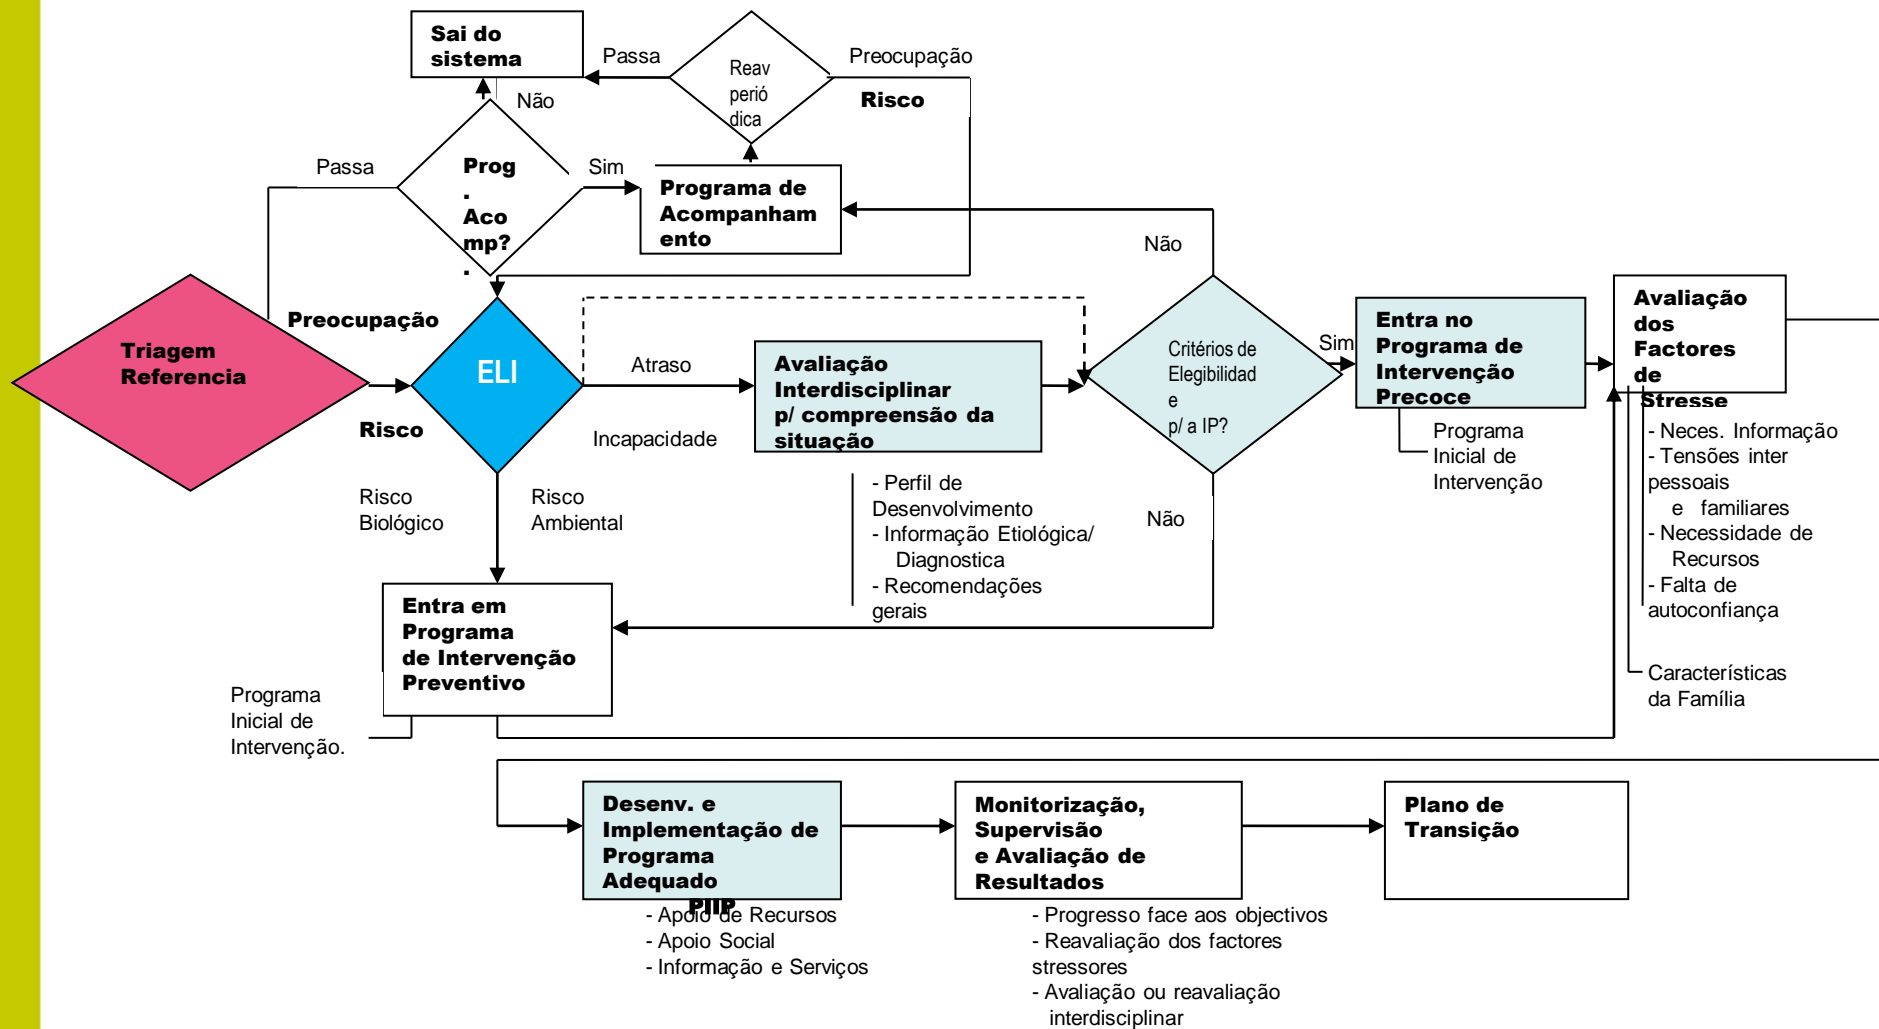 Sai do
sistema
Passa
Reav
perió
dica
Preocupação
Risco
Não
Passa
Prog
.
Aco
mp?
.
Sim
Programa de
Acompanham
ento
Não
Triagem
Referencia
Preocupação
Risco
ELI
Atraso
Incapacidade
Avaliação
Interdisciplinar
p/ compreensão da
situação
Critérios de
Elegibilidad
e
p/ a IP?
Sim
Entra no
Programa de
Intervenção
Precoce
Avaliação
dos
Factores
de
Stresse
Programa
Inicial de
Intervenção
- Neces. Informação
- Tensões inter
pessoais
e familiares
- Necessidade de
Recursos
- Falta de
autoconfiança
Características
da Família
Risco
Biológico
Risco
Ambiental
- Perfil de
Desenvolvimento
- Informação Etiológica/
Diagnostica
- Recomendações
gerais
Não
Entra em
Programa
de Intervenção
Preventivo
Programa
Inicial de
Intervenção.
Desenv. e
Implementação de
Programa
Adequado
PIIP
- Apoio de Recursos
- Apoio Social
- Informação e Serviços
Monitorização,
Supervisão
e Avaliação de
Resultados
- Progresso face aos objectivos
- Reavaliação dos factores
stressores
- Avaliação ou reavaliação
interdisciplinar
Plano de
Transição